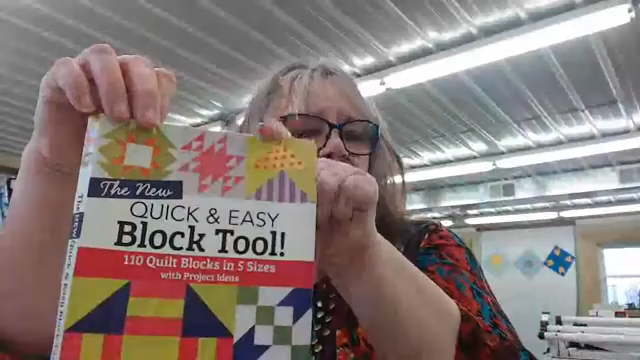 The New
QUICK & EASY
Block Tool!
110 Quilt Blocks in 5 Sizes
with Project Ideas